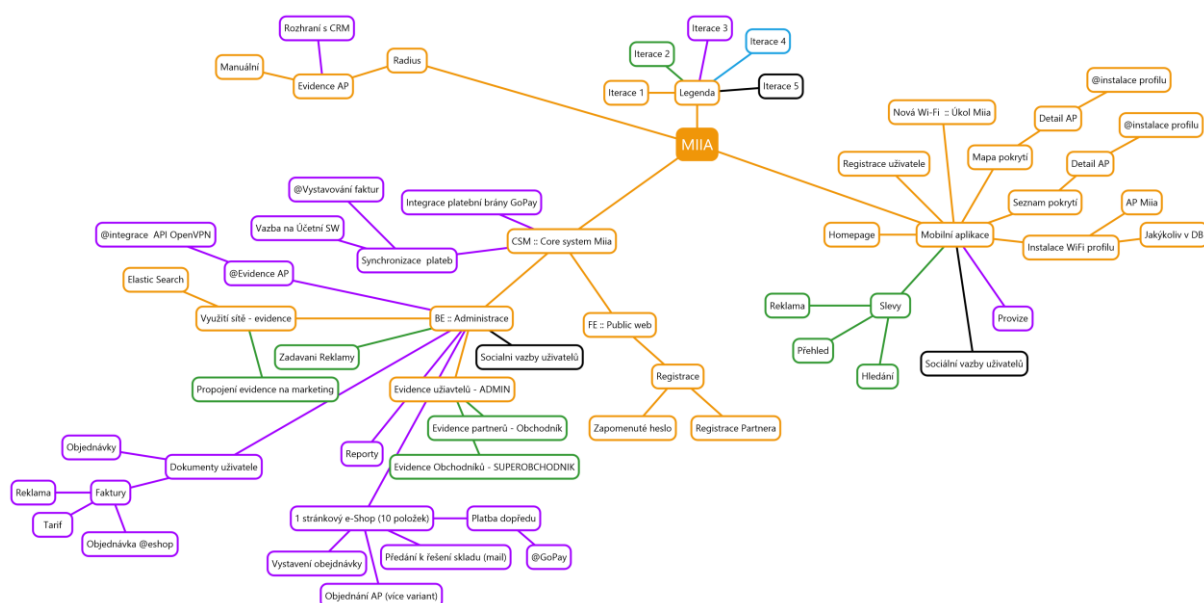 Rozhraní s CRM
Manuální
Evidence AP
Radius
Iterace 3
Iterace 4
Iterace 2
Iterace 5
Iterace 1
Legenda
MIIA
@instalace profilu
Nová Wi-Fi :: Úkol Miia
Detail AP
@instalace profilu
Mapa pokrytí
Registrace uživatele
Detail AP
Seznam pokrytí
AP Miia
Homepage
Mobilní aplikace
Instalace WiFi profilu
Jakýkoliv v DB
@Vystavování faktur
Integrace platební brány GoPay
Vazba na Účetní SW
@integrace API OpenVPN
CSM :: Core system Miia
Synchronizace plateb
@Evidence AP
Elastic Search
Reklama
Slevy
Provize
Využití sítě - evidence
BE :: Administrace
FE :: Public web
Přehled
Zadavani Reklamy
Socialni vazby uživatelů
Sociální vazby uživatelů
Hledání
Registrace
Propojení evidence na marketing
Evidence užiavtelů - ADMIN
Evidence partnerů - Obchodník
Zapomenuté heslo
Registrace Partnera
Objednávky
Reporty
Dokumenty uživatele
Evidence Obchodníků - SUPEROBCHODNIK
Reklama
Faktury
Tarif
1 stránkový e-Shop (10 položek)
Platba dopředu
Objednávka @eshop
Vystavení obejdnávky
Předání k řešení skladu (mail)
@GoPay
Objednání AP (více variant)